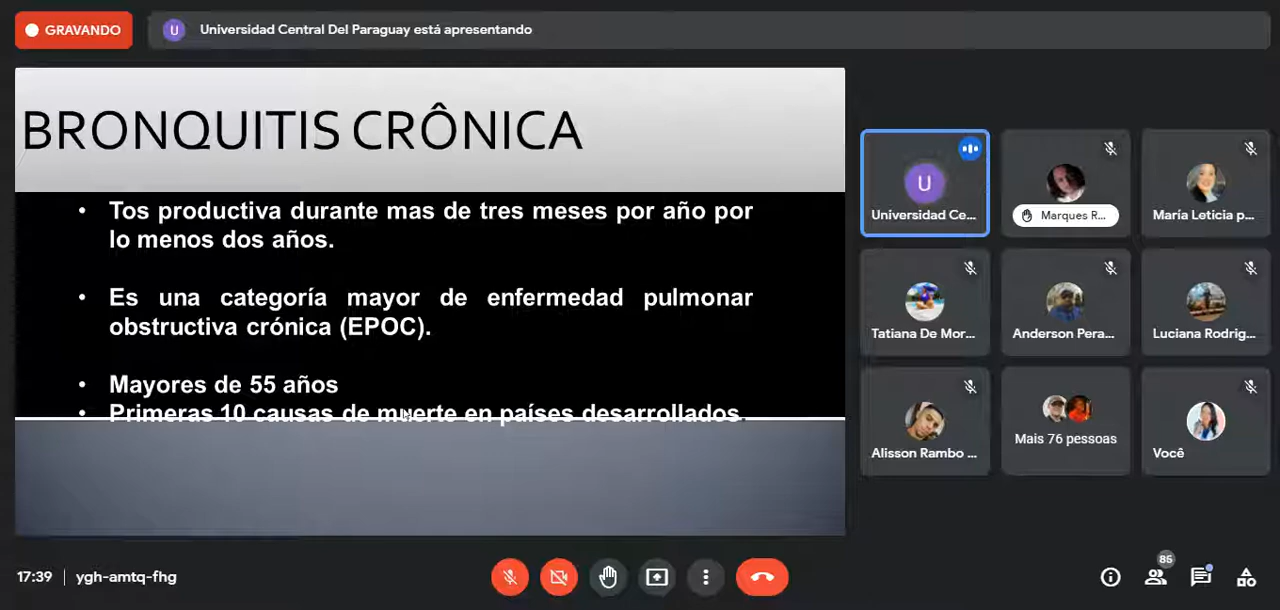 GRAVANDO
U
Universidad Central Del Paraguay está apresentando
BRONQUITIS CRÔNICA
• Tos productiva durante mas de tres meses por año por
lo menos dos años.
• Es una categoría mayor de enfermedad pulmonar
obstructiva crónica (EPOC).
• Mayores de 55 años
• Primeras 10 causas de muerte en países desarrollados.
U
Universidad Ce...
Marques R...
María Leticia p...
Tatiana De Mor...
Anderson Pera...
Luciana Rodrig...
Alisson Rambo ...
Mais 76 pessoas
Você
17:39 | ygh-amtq-fhg
85